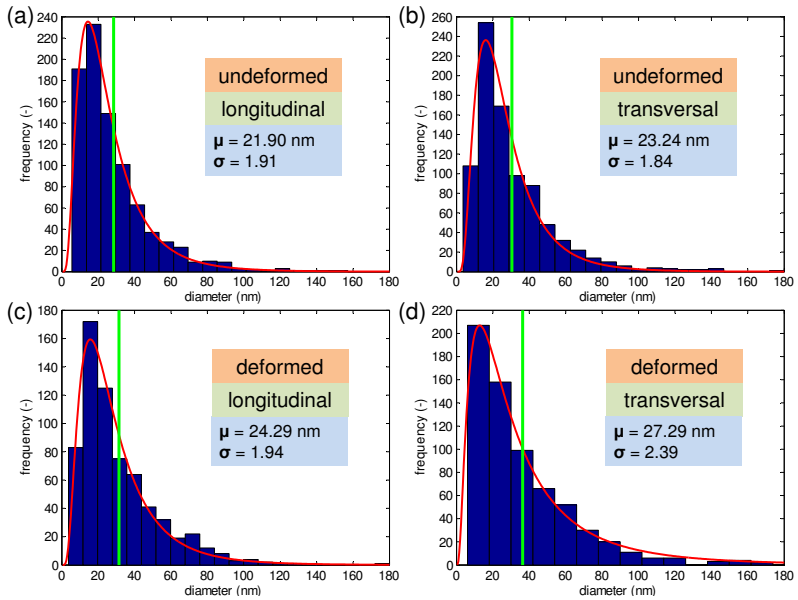 (a)
240
220
200
180
160
140
120
100
80
60
40
20
0
frequency (-)
undeformed
longitudinal
μ = 21.90 nm
σ = 1.91
0 20 40 60 80 100 120 140 160 180
diameter (nm)
(b)
260
240
220
200
180
160
140
120
100
80
60
40
20
0
frequency (-)
undeformed
transversal
μ = 23.24 nm
σ = 1.84
0 20 40 60 80 100 120 140 160 180
diameter (nm)
(c)
180
160
140
120
100
80
60
40
20
0
frequency (-)
deformed
longitudinal
μ = 24.29 nm
σ = 1.94
0 20 40 60 80 100 120 140 160 180
diameter (nm)
(d)
220
200
180
160
140
120
100
80
60
40
20
0
frequency (-)
deformed
transversal
μ = 27.29 nm
σ = 2.39
0 20 40 60 80 100 120 140 160 180
diameter (nm)